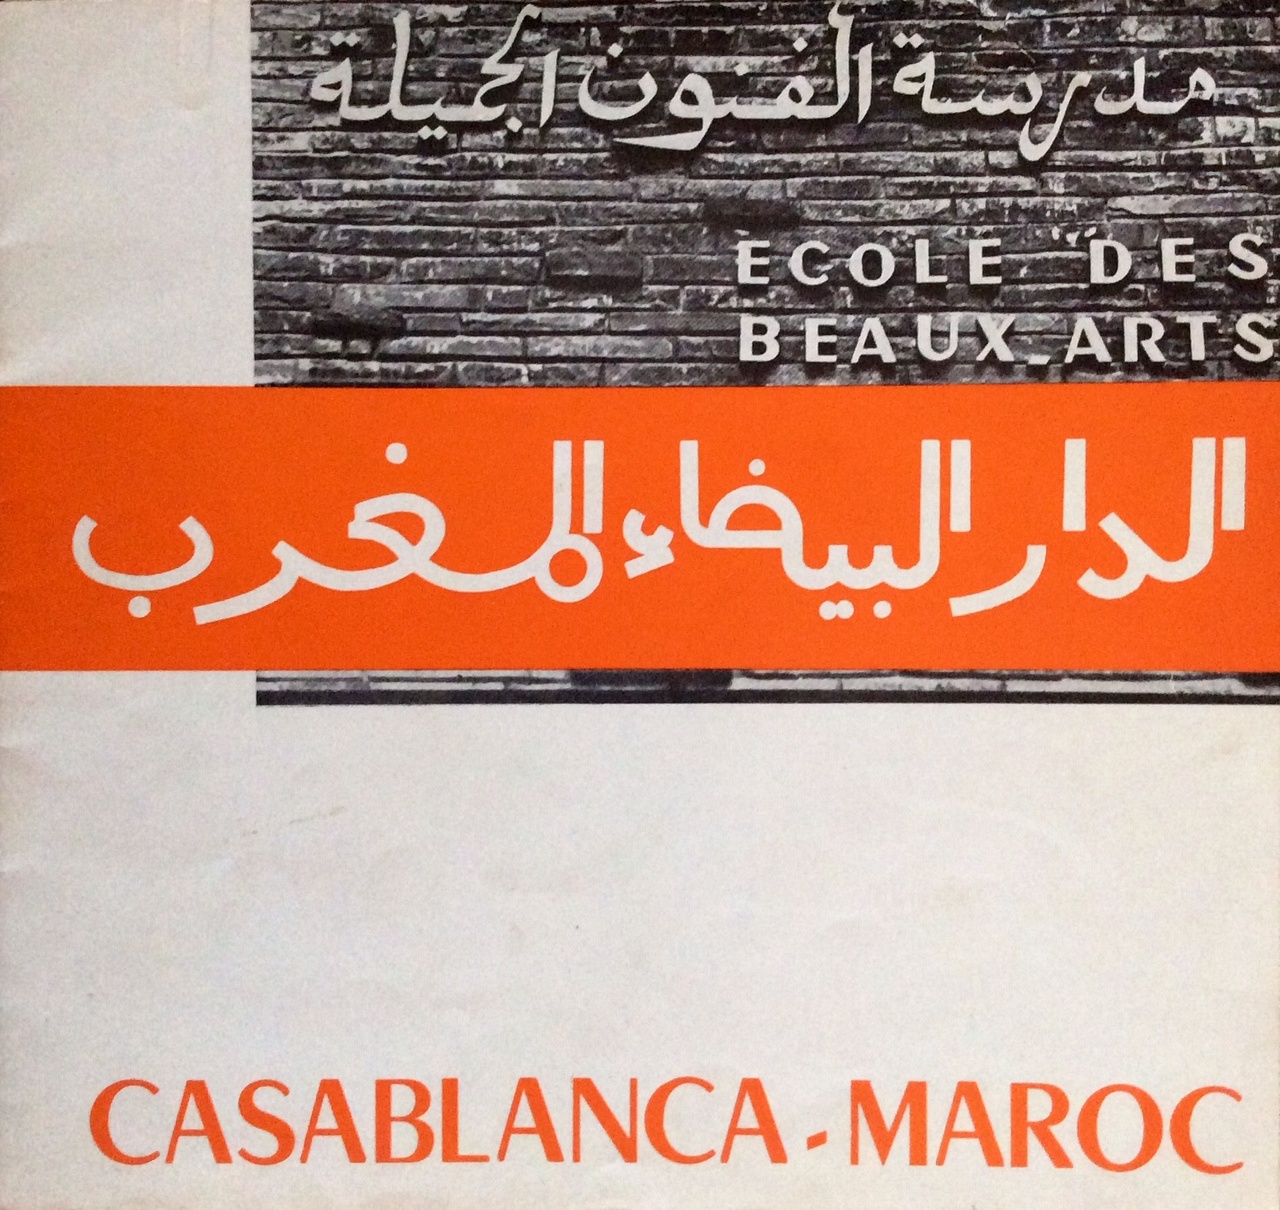 مدرسة الفنون الجميلة
ECOLE DES
BEAUX-ARTS
الدار البيضاء المغرب
CASABLANCA - MAROC